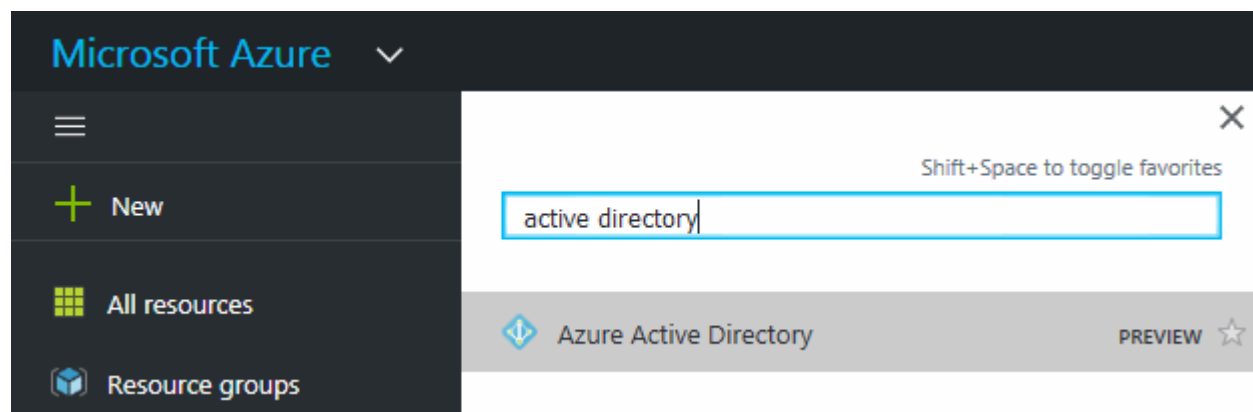 Microsoft Azure
Shift+Space to toggle favorites
New
active directory
All resources
Azure Active Directory PREVIEW
Resource groups